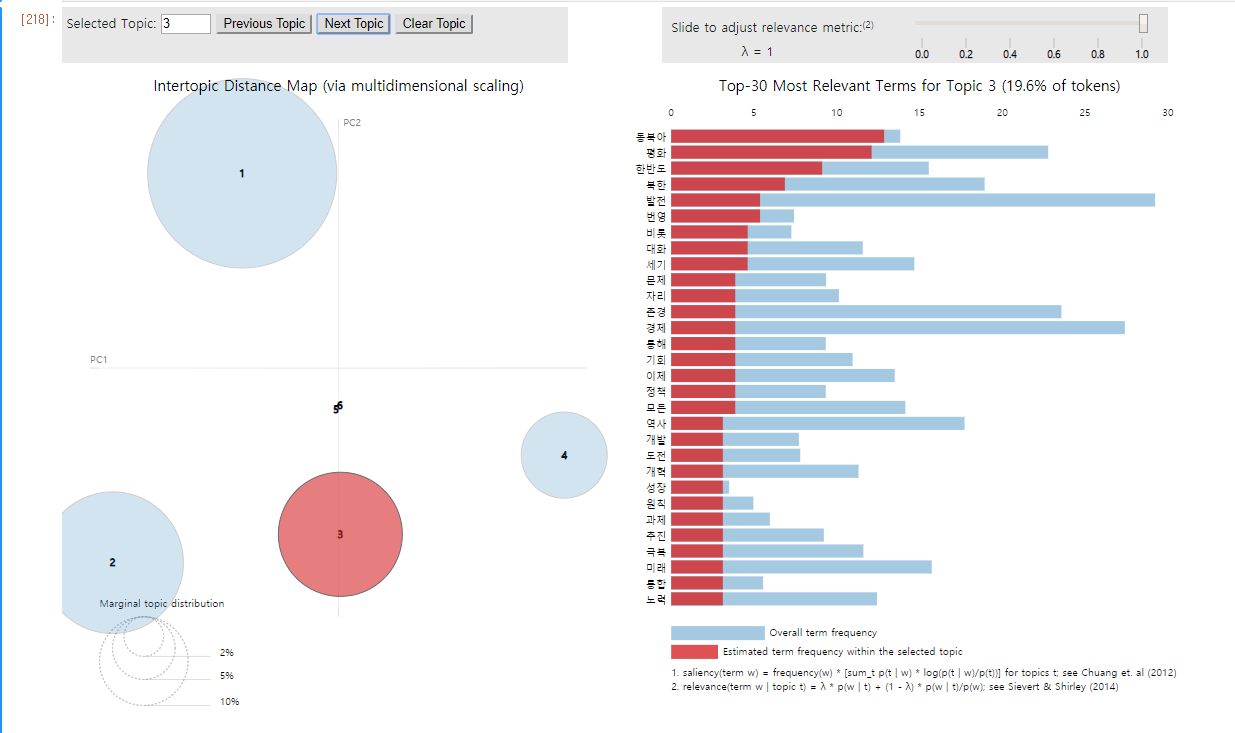 [218]:
Selected Topic: 3 Previous Topic Next Topic Clear Topic
Slide to adjust relevance metric:(2)
λ = 1
0.0 0.2 0.4 0.6 0.8 1.0
Intertopic Distance Map (via multidimensional scaling)
PC2
PC1
1
5
6
4
3
2
Marginal topic distribution
2%
5%
10%
Top-30 Most Relevant Terms for Topic 3 (19.6% of tokens)
0 5 10 15 20 25 30
동북아
평화
한반도
북한
발전
번영
비롯
대화
세기
문제
자리
존경
경제
통해
기회
이제
정책
모든
역사
개발
도전
개혁
성장
원칙
과제
추진
극복
미래
통합
노력
Overall term frequency
Estimated term frequency within the selected topic
1. saliency(term w) = frequency(w) * [sum_t p(t | w) * log(p(t | w)/p(t))] for topics t; see Chuang et. al (2012)
2. relevance(term w | topic t) = λ * p(w | t) + (1 - λ) * p(w | t)/p(w); see Sievert & Shirley (2014)